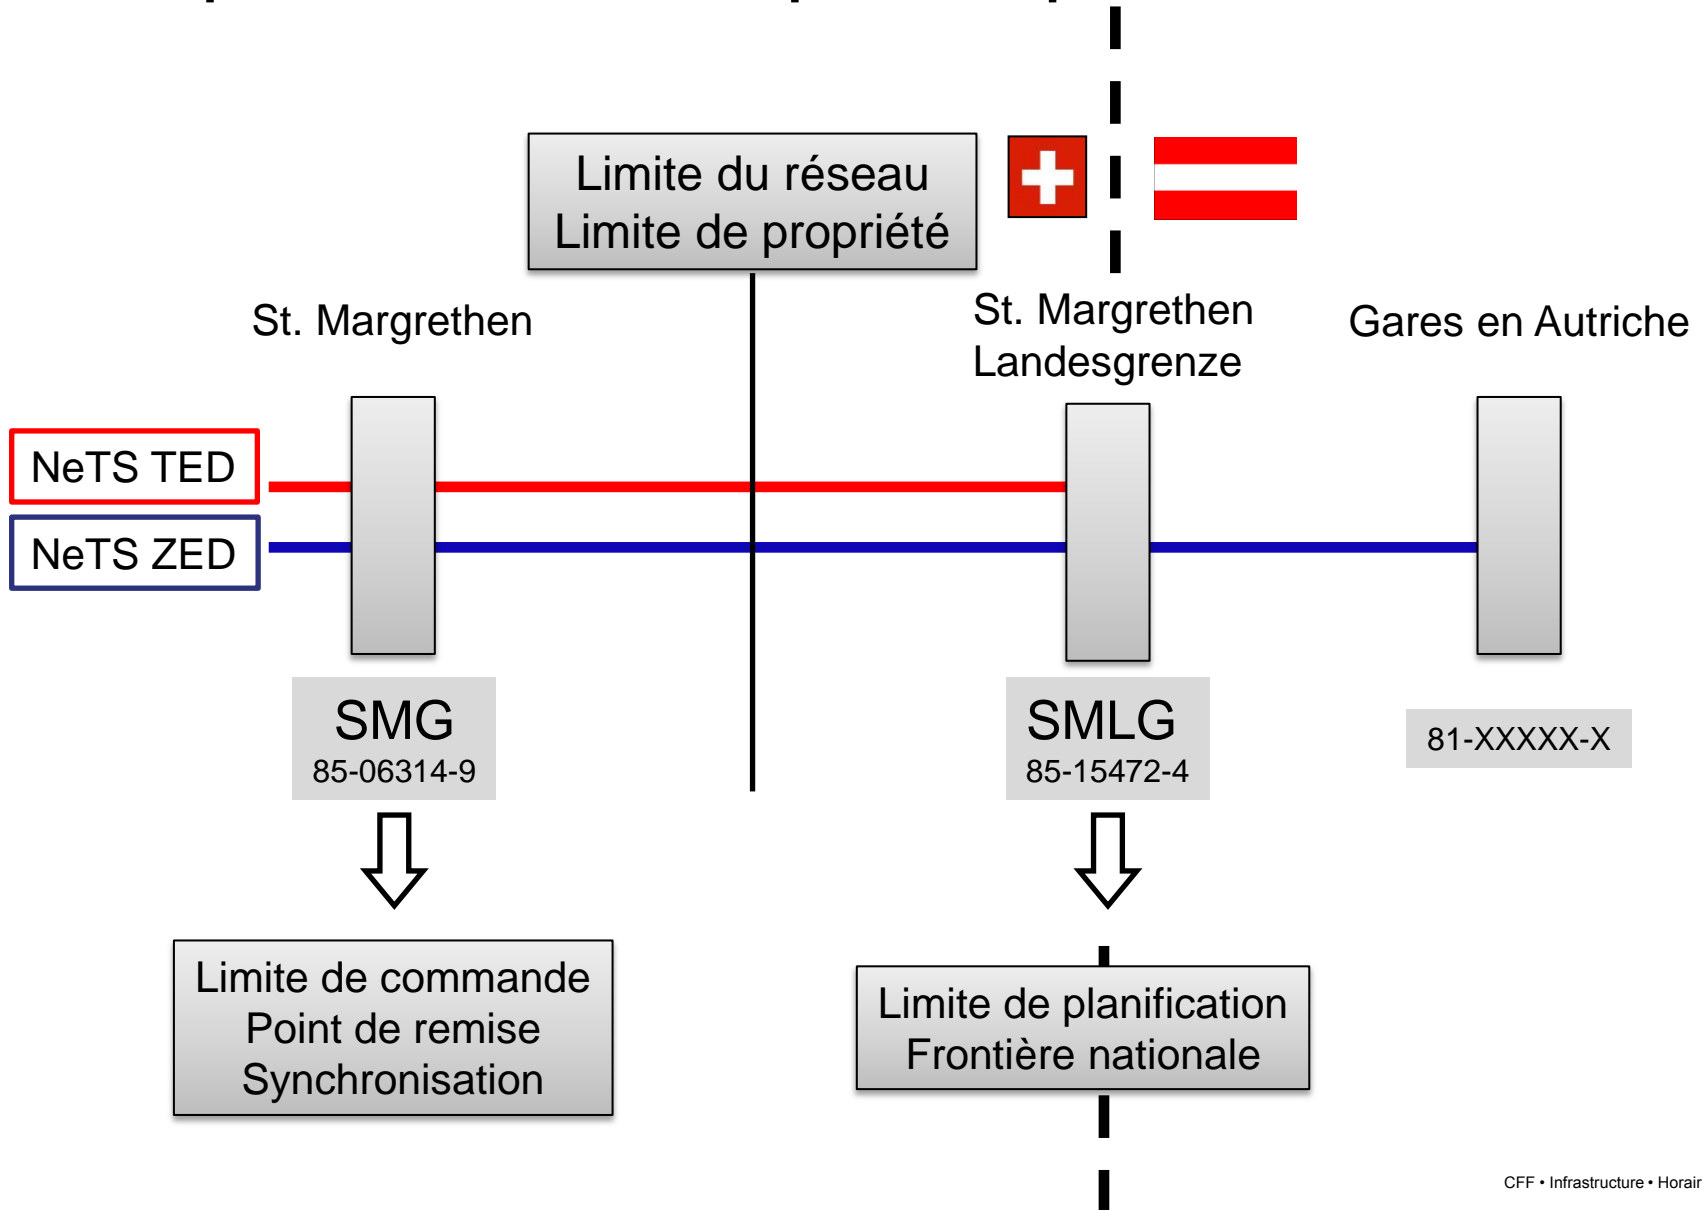 Limite du réseau
Limite de propriété
St. Margrethen
St. Margrethen
Landesgrenze
Gares en Autriche
NeTS TED
NeTS ZED
SMG
85-06314-9
SMLG
85-15472-4
81-XXXXX-X
Limite de commande
Point de remise
Synchronisation
Limite de planification
Frontière nationale
CFF • Infrastructure • Horair